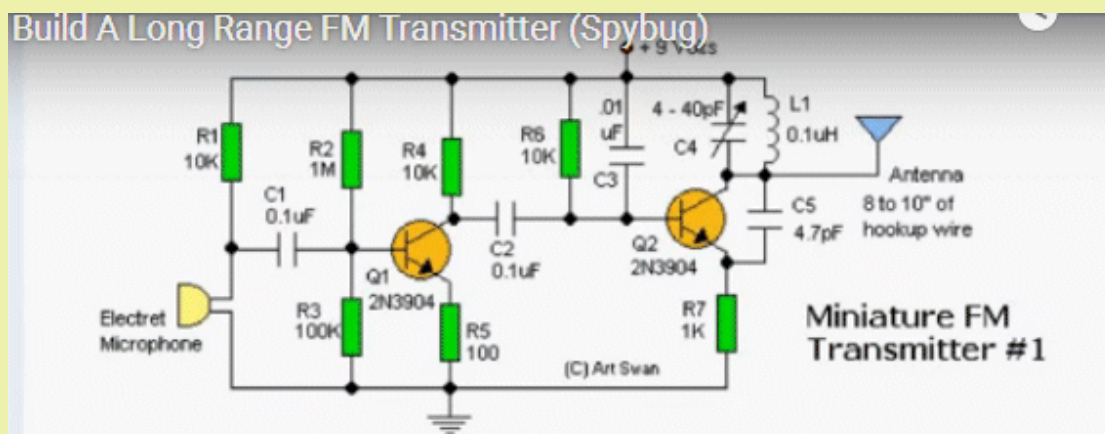 Build A Long Range FM Transmitter (Spybug)
+ 9 Volts
R1
10K
R2
1M
R4
10K
R6
10K
.01
uF
C3
4 - 40pF
C4
L1
0.1uH
Antenna
8 to 10" of
hookup wire
C1
0.1uF
C2
0.1uF
C5
4.7pF
Q1
2N3904
Q2
2N3904
Electret
Microphone
R3
100K
R5
100
R7
1K
(C) Art Swan
Miniature FM
Transmitter #1